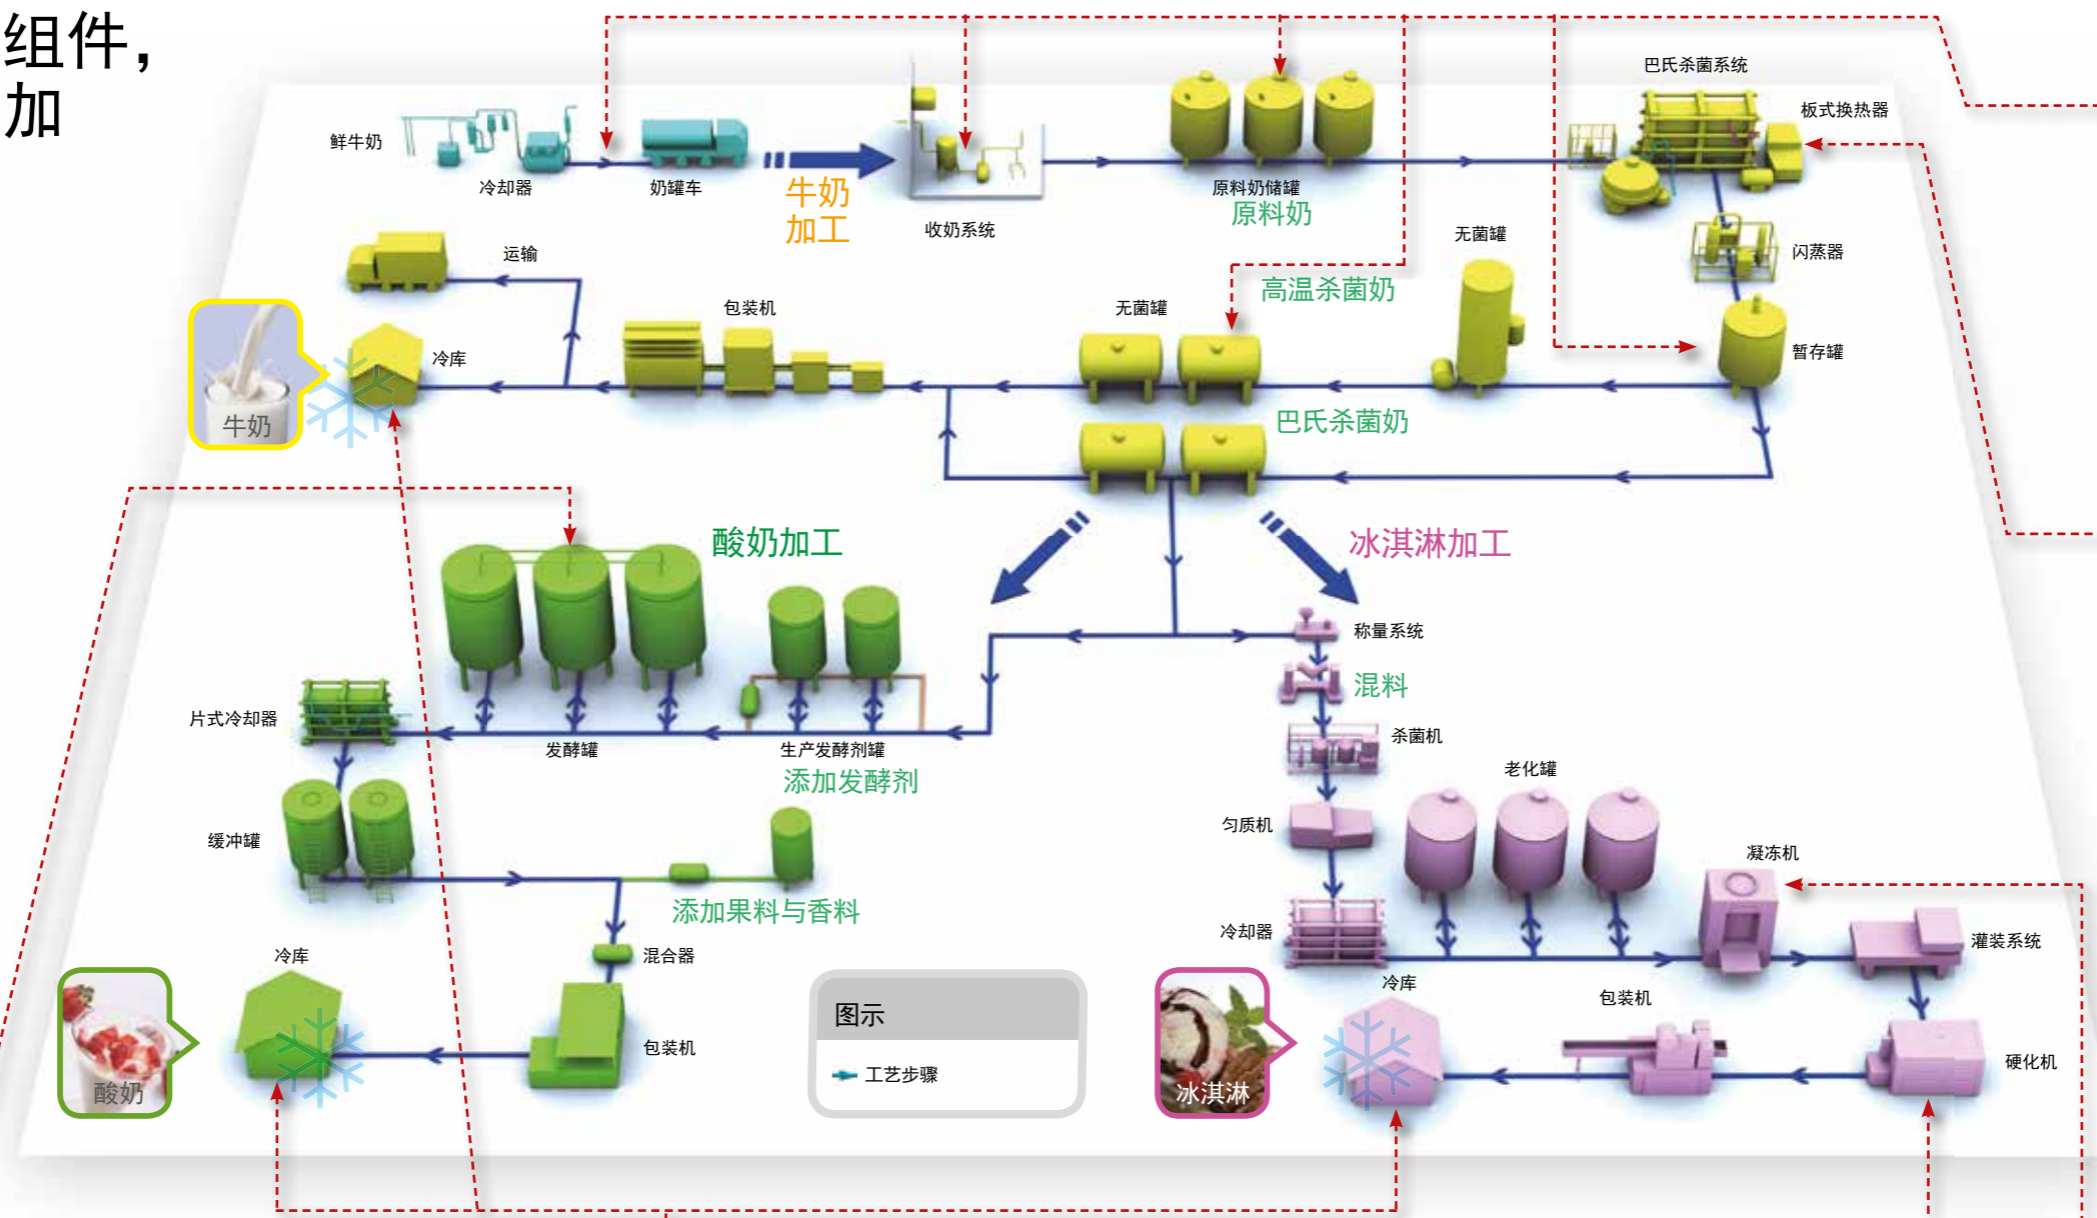 组件，
加
巴氏杀菌系统
板式换热器
鲜牛奶
冷却器
奶罐车
牛奶
加工
收奶系统
原料奶储罐
原料奶
无菌罐
闪蒸器
运输
高温杀菌奶
包装机
无菌罐
冷库
暂存罐
牛奶
巴氏杀菌奶
酸奶加工
冰淇淋加工
称量系统
混料
片式冷却器
发酵罐
生产发酵剂罐
添加发酵剂
杀菌机
老化罐
缓冲罐
匀质机
凝冻机
添加果料与香料
冷却器
灌装系统
冷库
混合器
冷库
包装机
图示
工艺步骤
包装机
硬化机
酸奶
冰淇淋